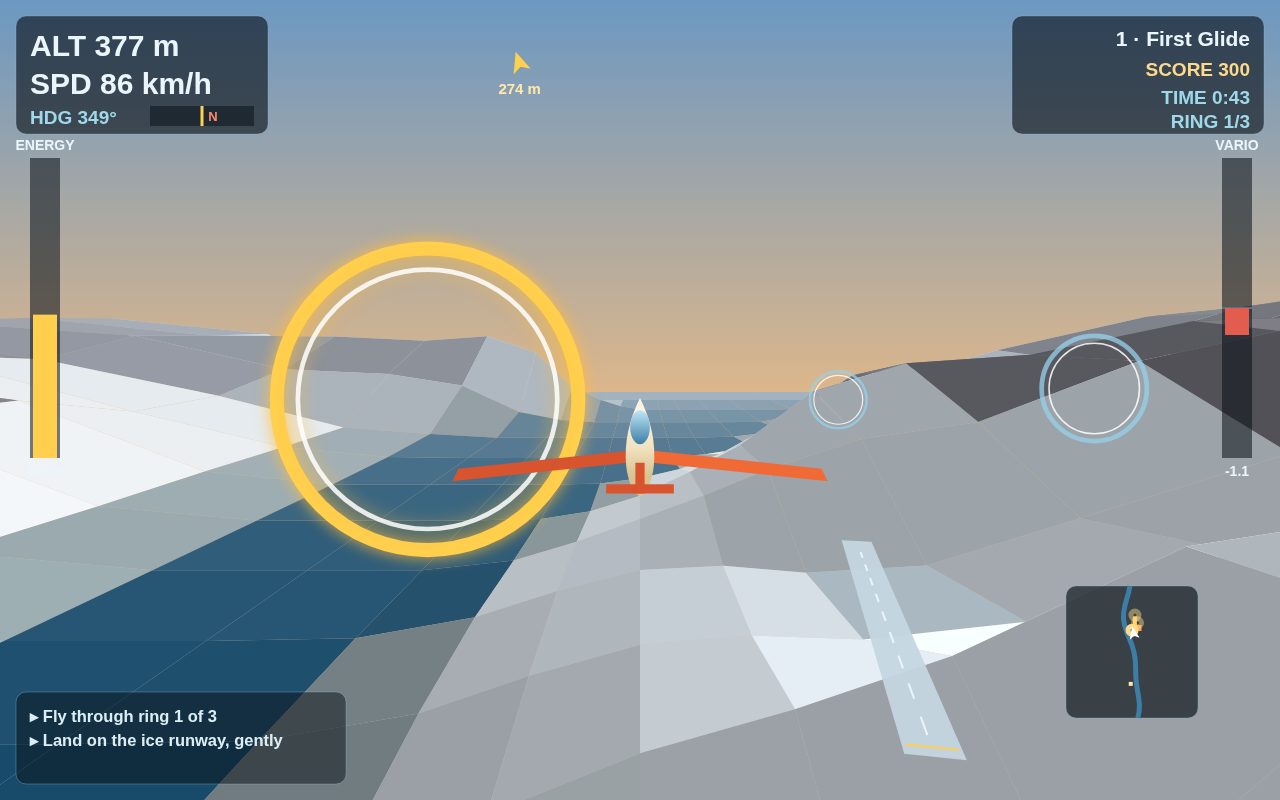 ALT 377 m
SPD 86 km/h
HDG 349°
N
ENERGY
274 m
1 · First Glide
SCORE 300
TIME 0:43
RING 1/3
VARIO
-1.1
▸ Fly through ring 1 of 3
▸ Land on the ice runway, gently